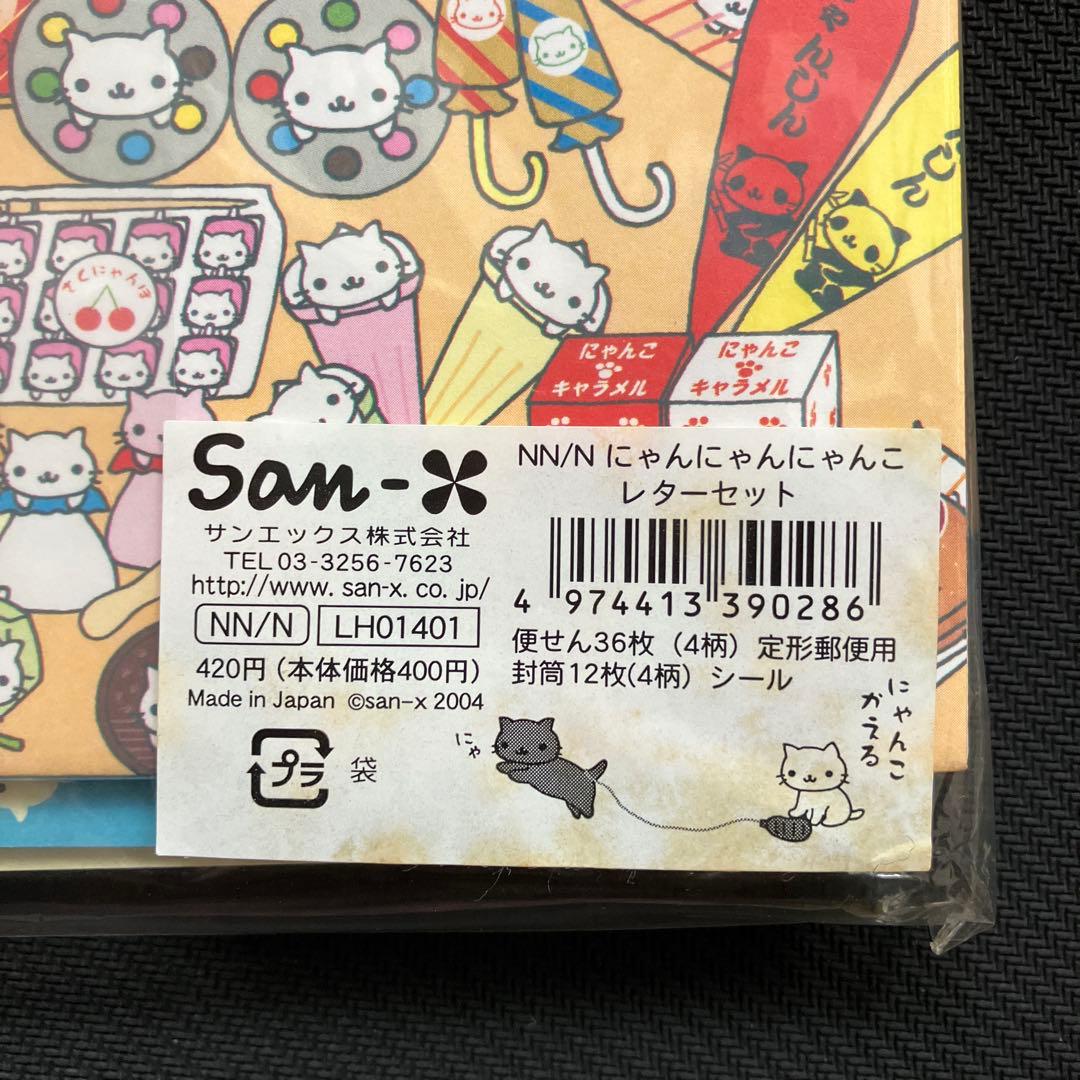 ゃんじん
さくにゃんぼ
にゃんこ
キャラメル
にゃんこ
キャラメル
San-X
サンエックス株式会社
TEL 03-3256-7623
http://www. san-x. co. jp/
NN/N LH01401
420円 (本体価格400円)
Made in Japan ©san-x 2004
プラ 袋
NN/N にゃんにゃんにゃんこ
レターセット
4 974413 390286
便せん36枚 (4柄) 定形郵便用
封筒12枚(4柄) シール
にゃ
にゃんこ
かえる